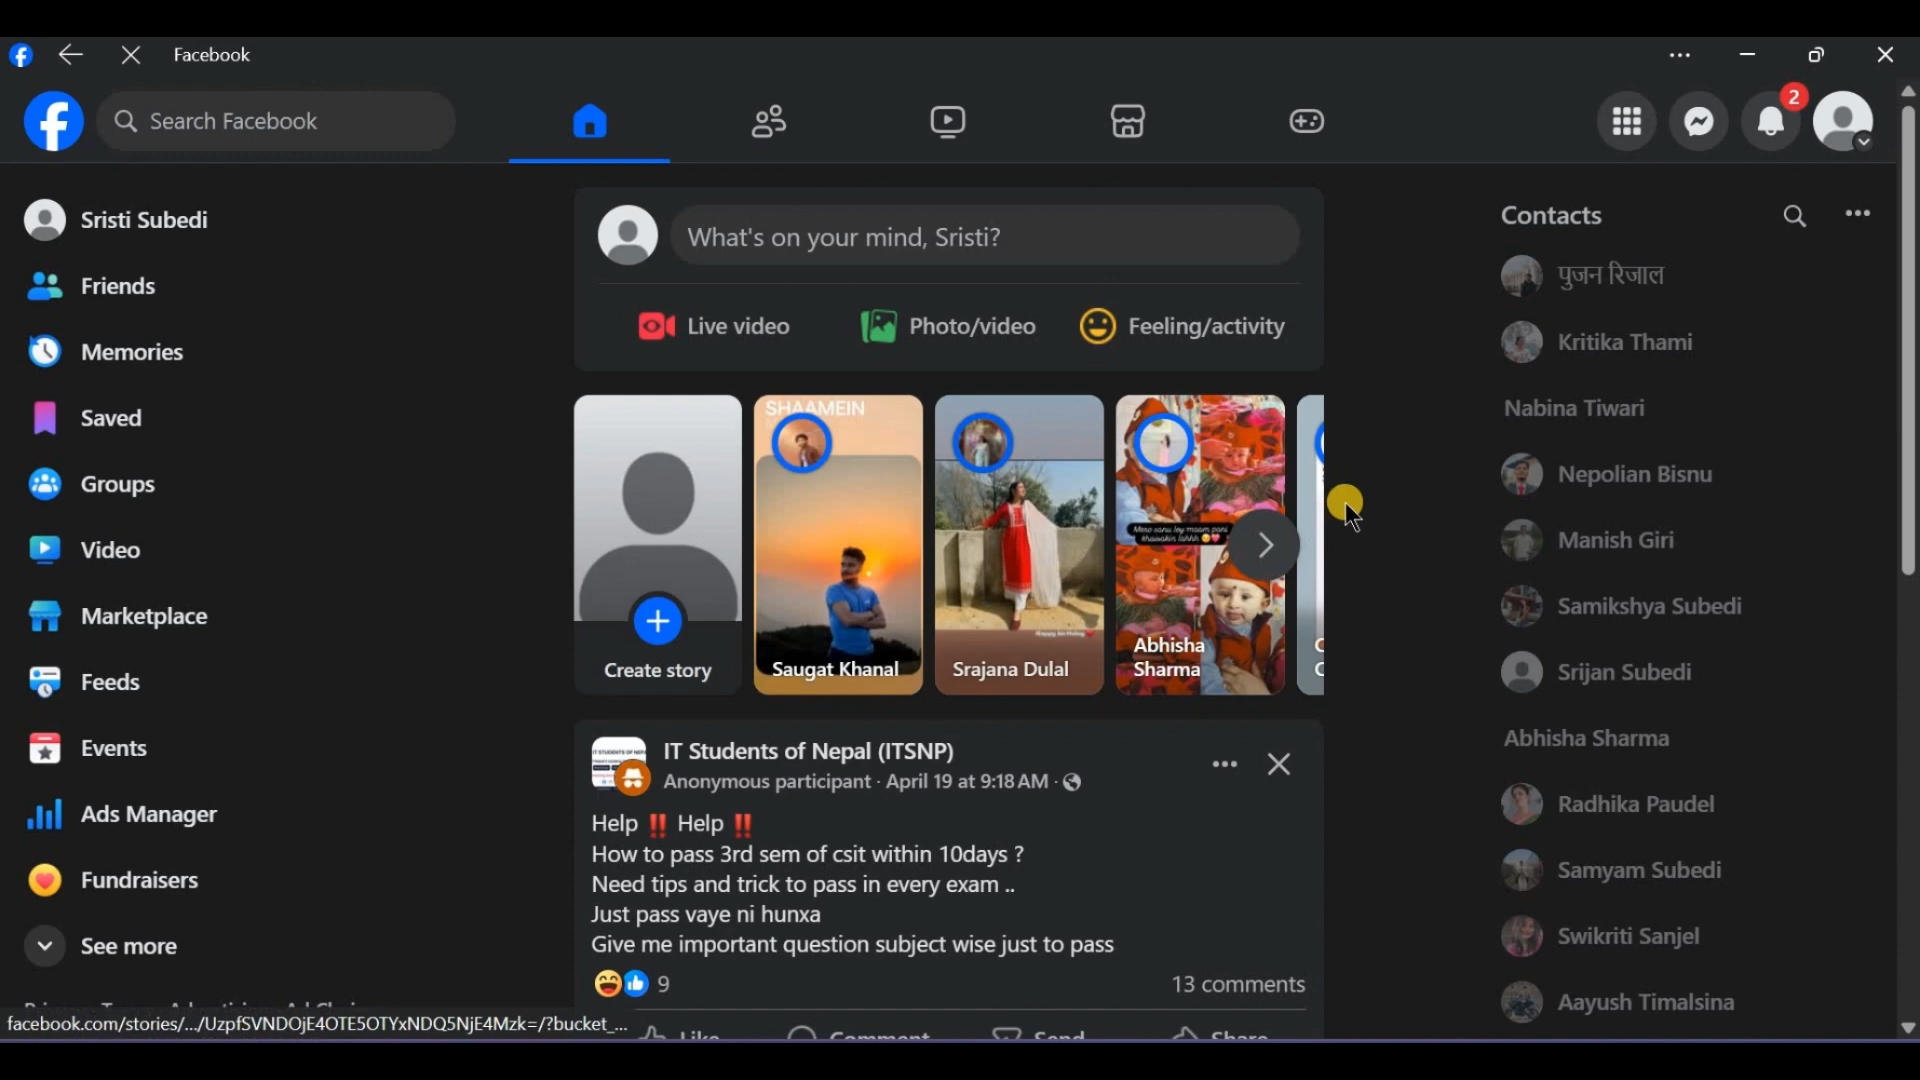 Facebook
Search Facebook
2
Sristi Subedi
Friends
Memories
Saved
Groups
Video
Marketplace
Feeds
Events
Ads Manager
Fundraisers
See more
facebook.com/stories/.../UzpfSVNDOjE4OTE5OTYxNDQ5NjE4Mzk=/?bucket_...
What's on your mind, Sristi?
Live video
Photo/video
Feeling/activity
Create story
SHAAMEIN
Saugat Khanal
Srajana Dulal
Abhisha
Sharma
IT Students of Nepal (ITSNP)
Anonymous participant · April 19 at 9:18 AM ·
Help ‼️ Help ‼️
How to pass 3rd sem of csit within 10days ?
Need tips and trick to pass in every exam ..
Just pass vaye ni hunxa
Give me important question subject wise just to pass
9
13 comments
Like
Comment
Send
Share
Contacts
पुजन रिजाल
Kritika Thami
Nabina Tiwari
Nepolian Bisnu
Manish Giri
Samikshya Subedi
Srijan Subedi
Abhisha Sharma
Radhika Paudel
Samyam Subedi
Swikriti Sanjel
Aayush Timalsina